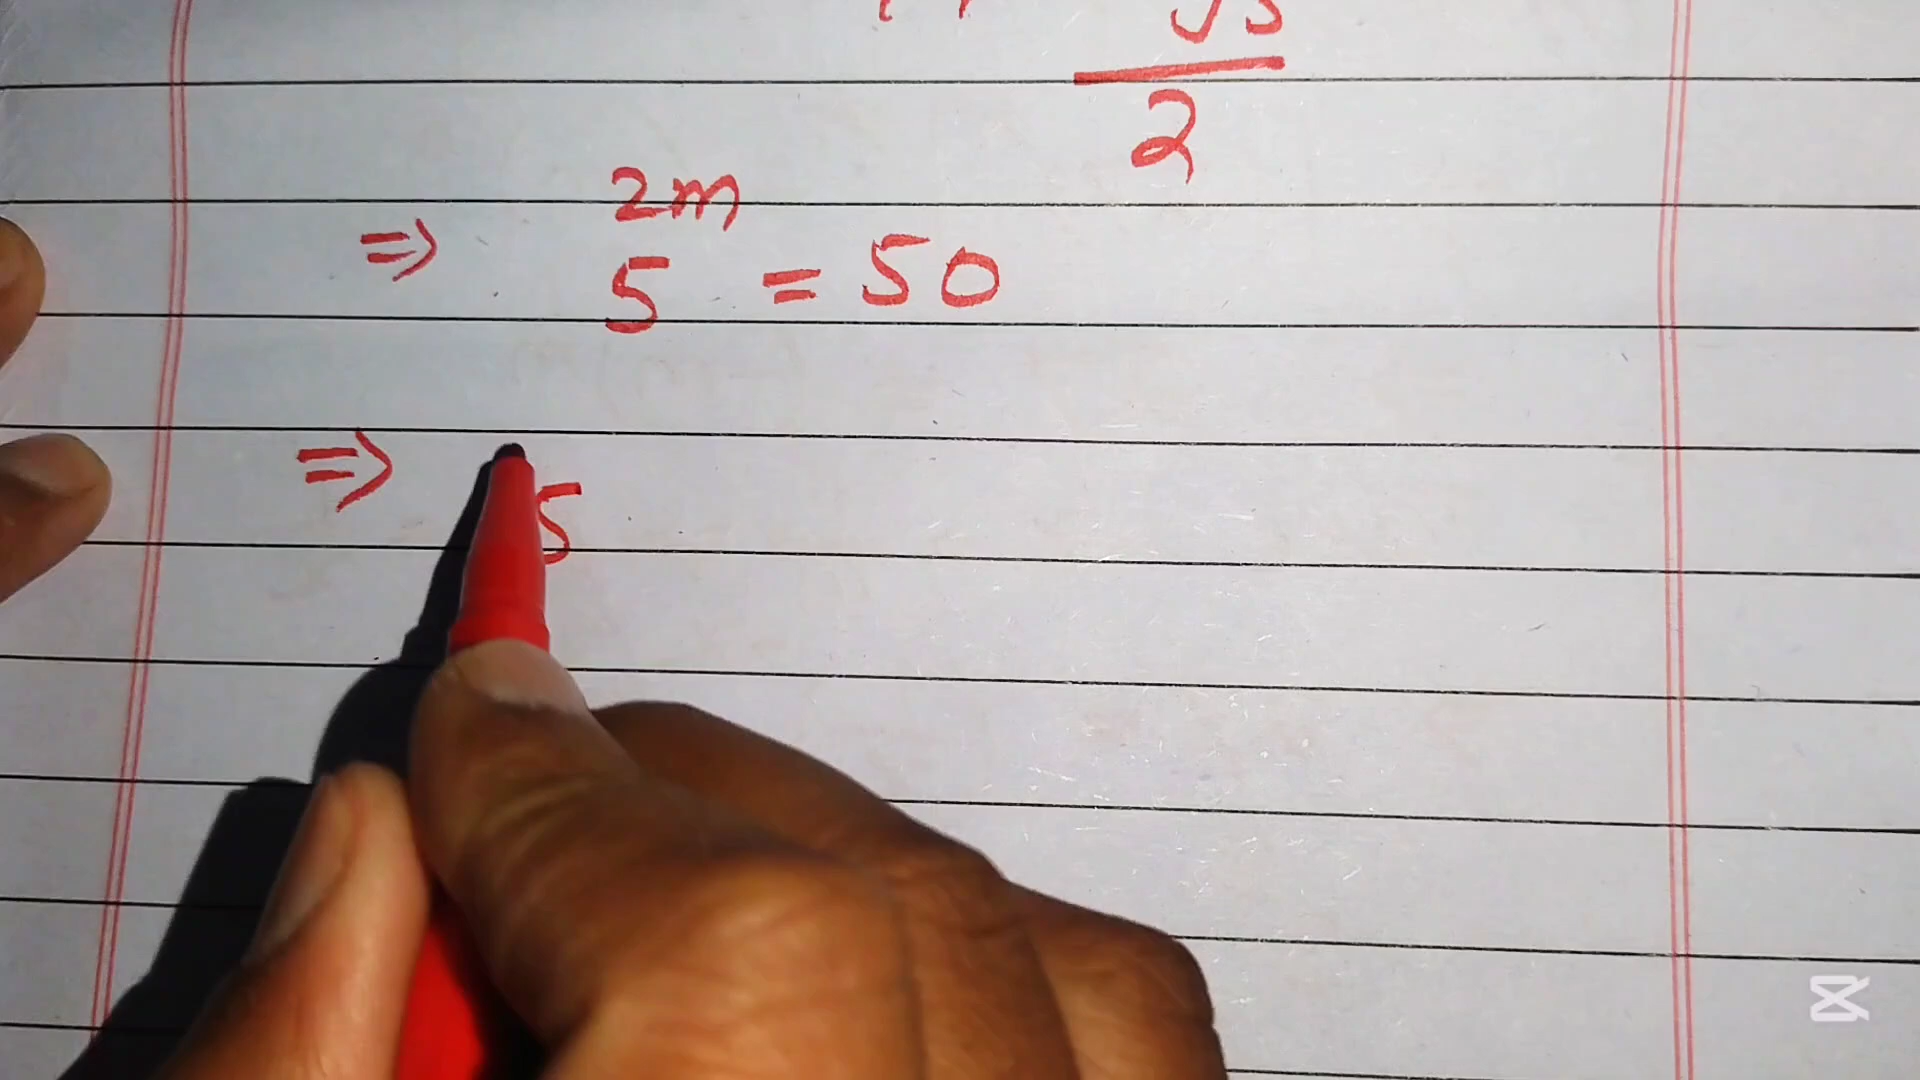 2
⇒ 5^{2m} = 50
⇒ 5